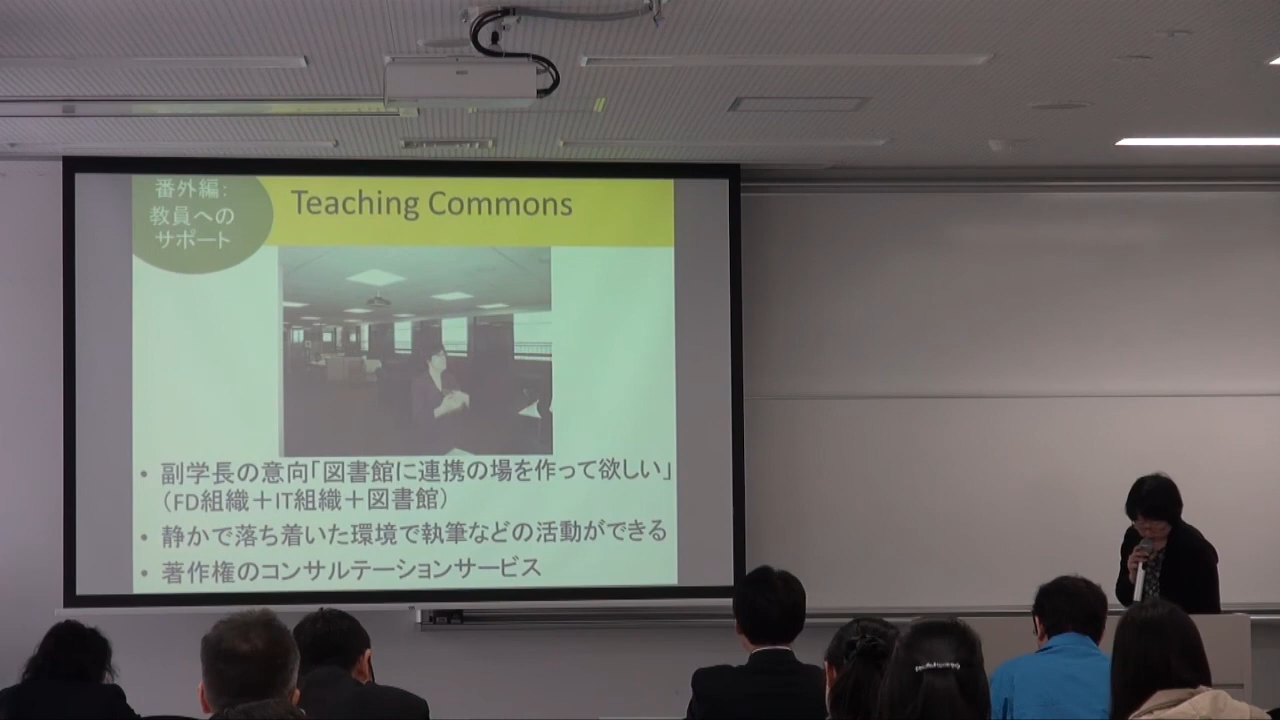 番外編:
教員への
サポート
Teaching Commons
• 副学長の意向「図書館に連携の場を作って欲しい」
（FD組織＋IT組織＋図書館）
• 静かで落ち着いた環境で執筆などの活動ができる
• 著作権のコンサルテーションサービス